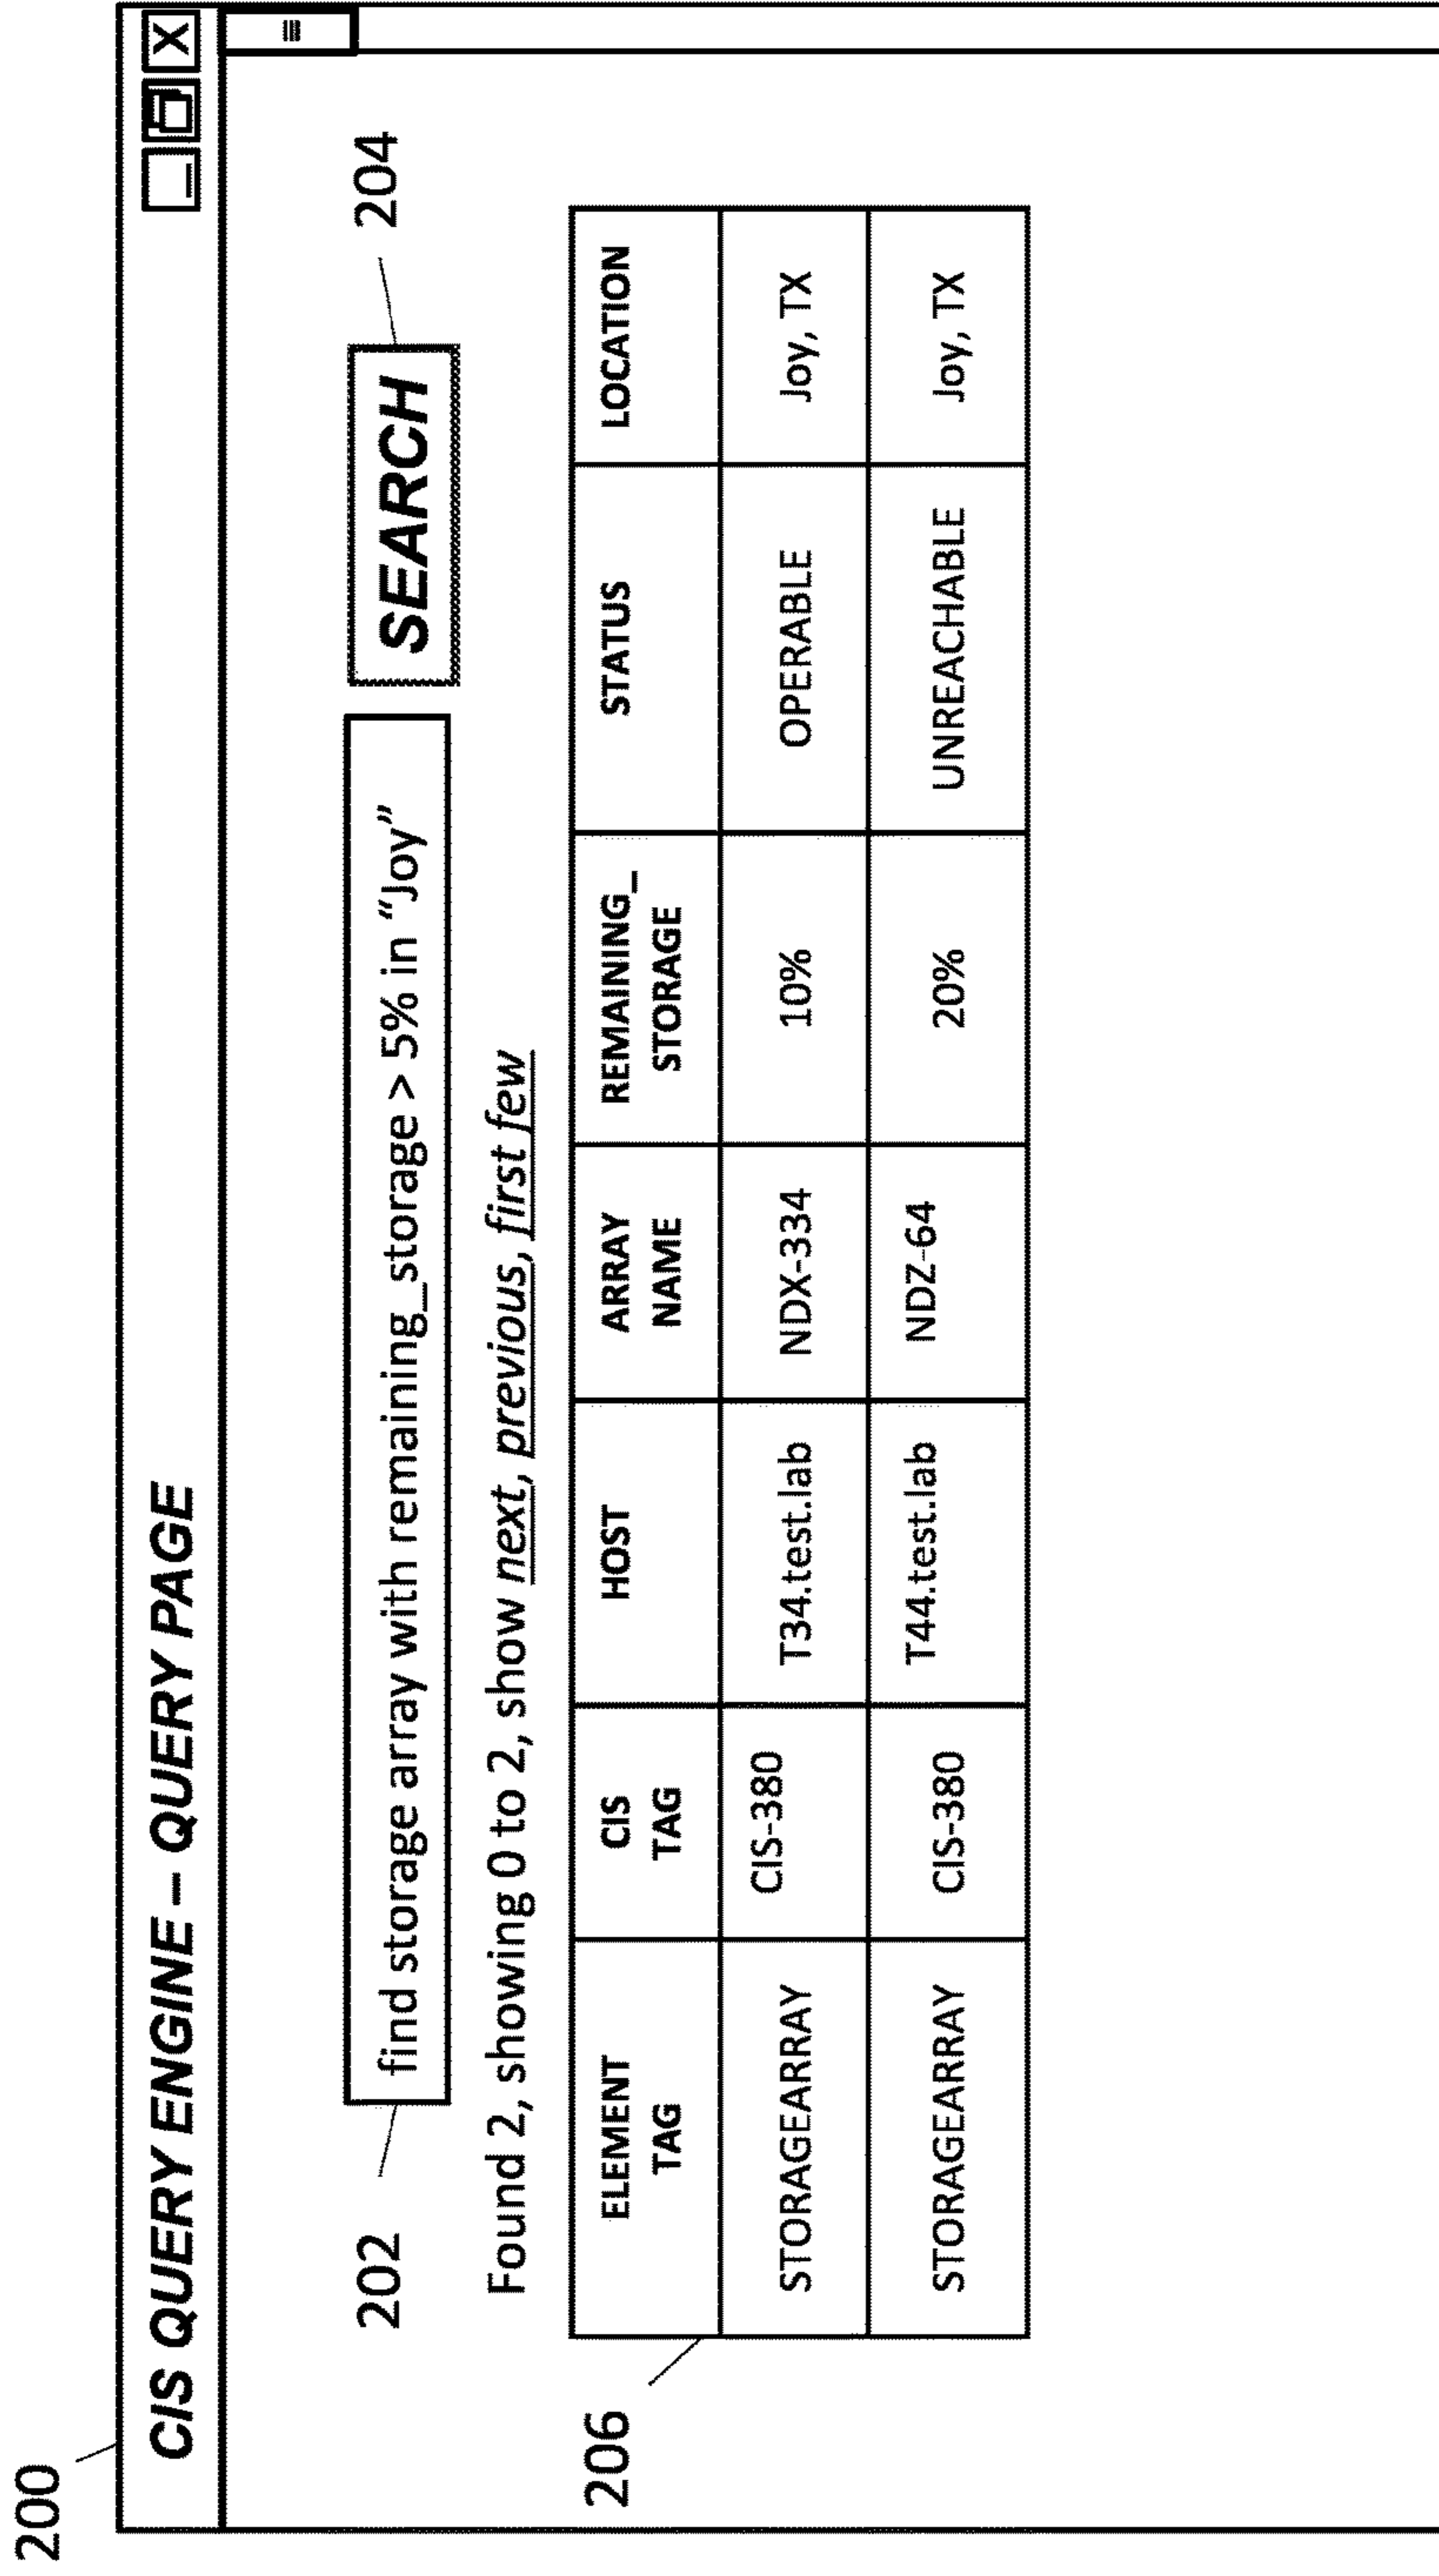 200
CIS QUERY ENGINE – QUERY PAGE
_ X
≡
202
find storage array with remaining_storage > 5% in “Joy”
SEARCH
204
Found 2, showing 0 to 2, show next, previous, first few
206
ELEMENT TAG CIS TAG HOST ARRAY NAME REMAINING_ STORAGE STATUS LOCATION
STORAGEARRAY CIS-380 T34.test.lab NDX-334 10% OPERABLE Joy, TX
STORAGEARRAY CIS-380 T44.test.lab NDZ-64 20% UNREACHABLE Joy, TX